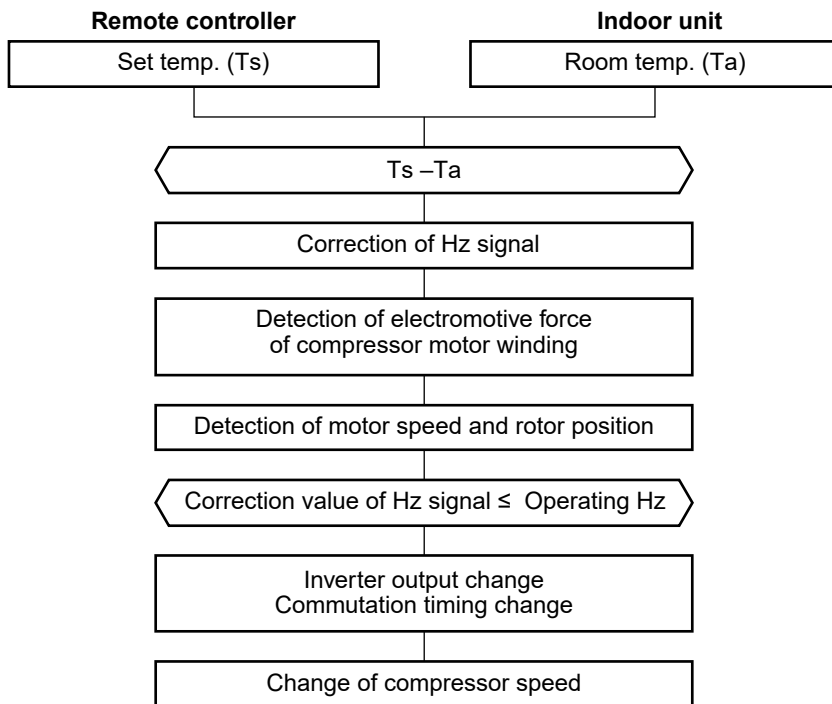 Remote controller
Indoor unit
Set temp. (Ts)
Room temp. (Ta)
Ts –Ta
Correction of Hz signal
Detection of electromotive force
of compressor motor winding
Detection of motor speed and rotor position
Correction value of Hz signal ≤ Operating Hz
Inverter output change
Commutation timing change
Change of compressor speed